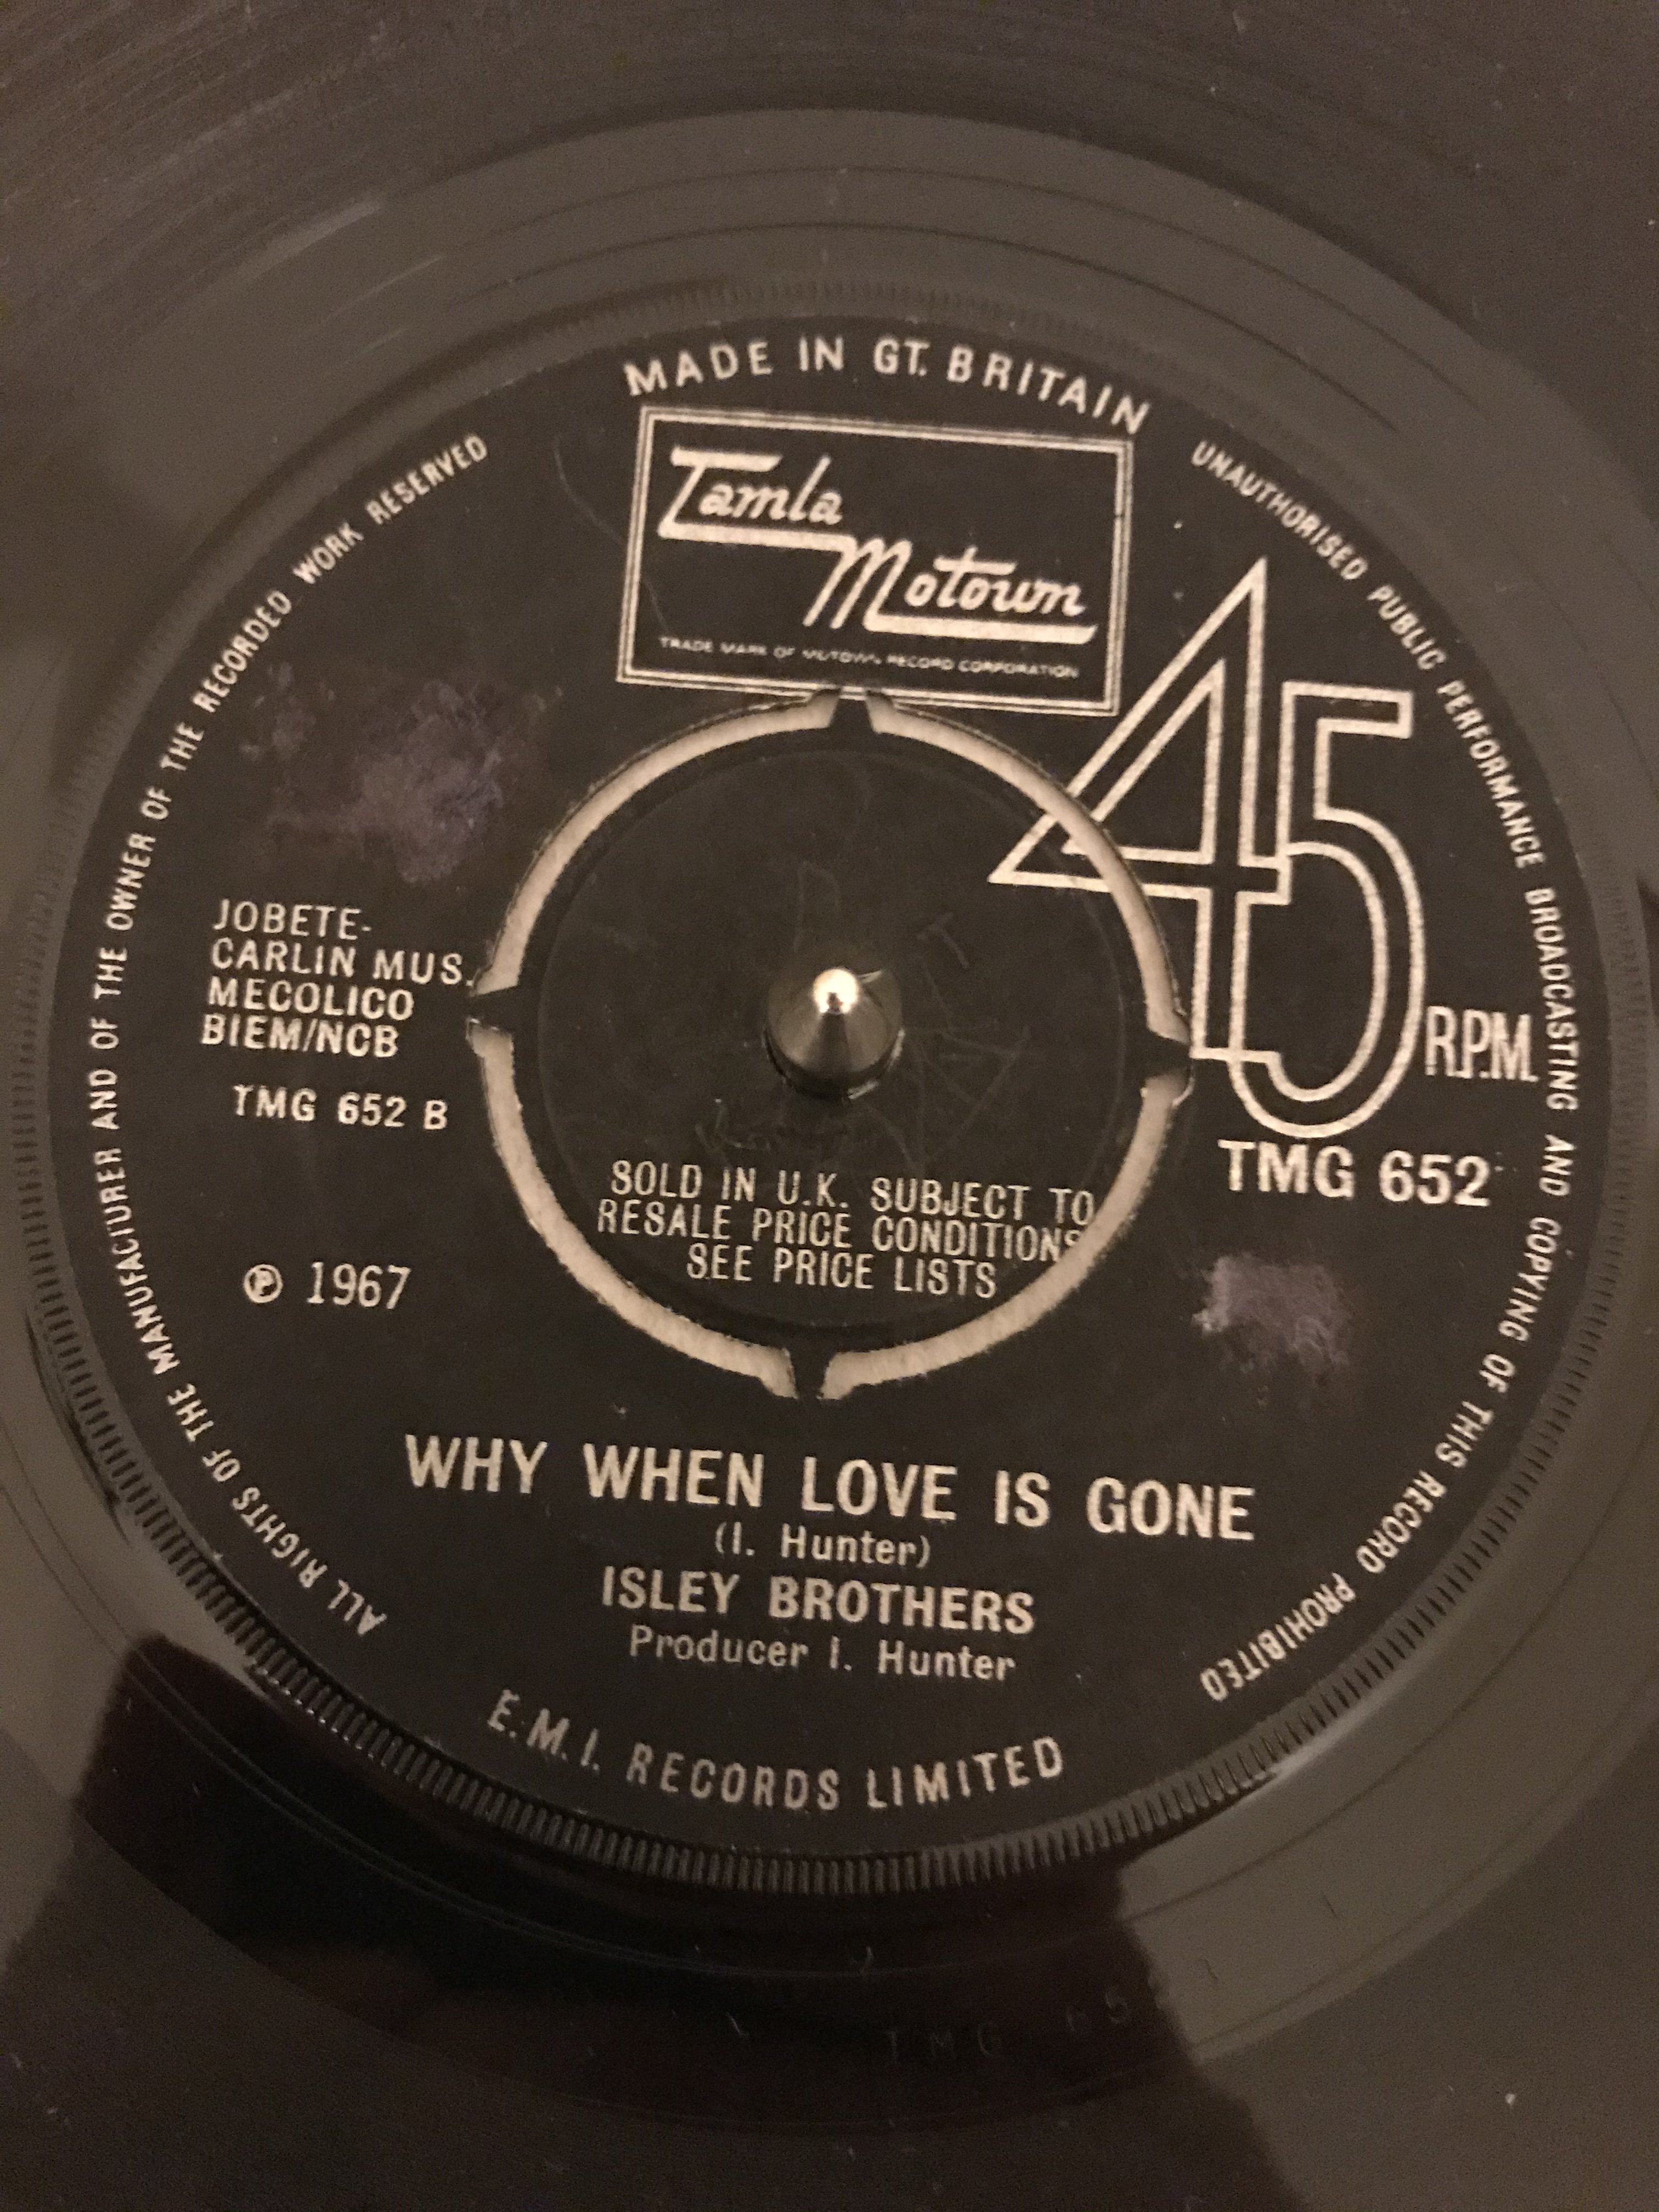 MADE IN GT. BRITAIN
Tamla
Motown
TRADE MARK OF MOTOWN RECORD CORPORATION
UNAUTHORISED PUBLIC PERFORMANCE BROADCASTING AND COPYING OF THIS RECORD PROHIBITED
ALL RIGHTS OF THE MANUFACTURER AND OF THE OWNER OF THE RECORDED WORK RESERVED
45
R.P.M.
TMG 652
JOBETE-
CARLIN MUS.
MECOLICO
BIEM/NCB
TMG 652 B
℗ 1967
SOLD IN U.K. SUBJECT TO
RESALE PRICE CONDITIONS
SEE PRICE LISTS
WHY WHEN LOVE IS GONE
(I. Hunter)
ISLEY BROTHERS
Producer I. Hunter
E.M.I. RECORDS LIMITED
TMG